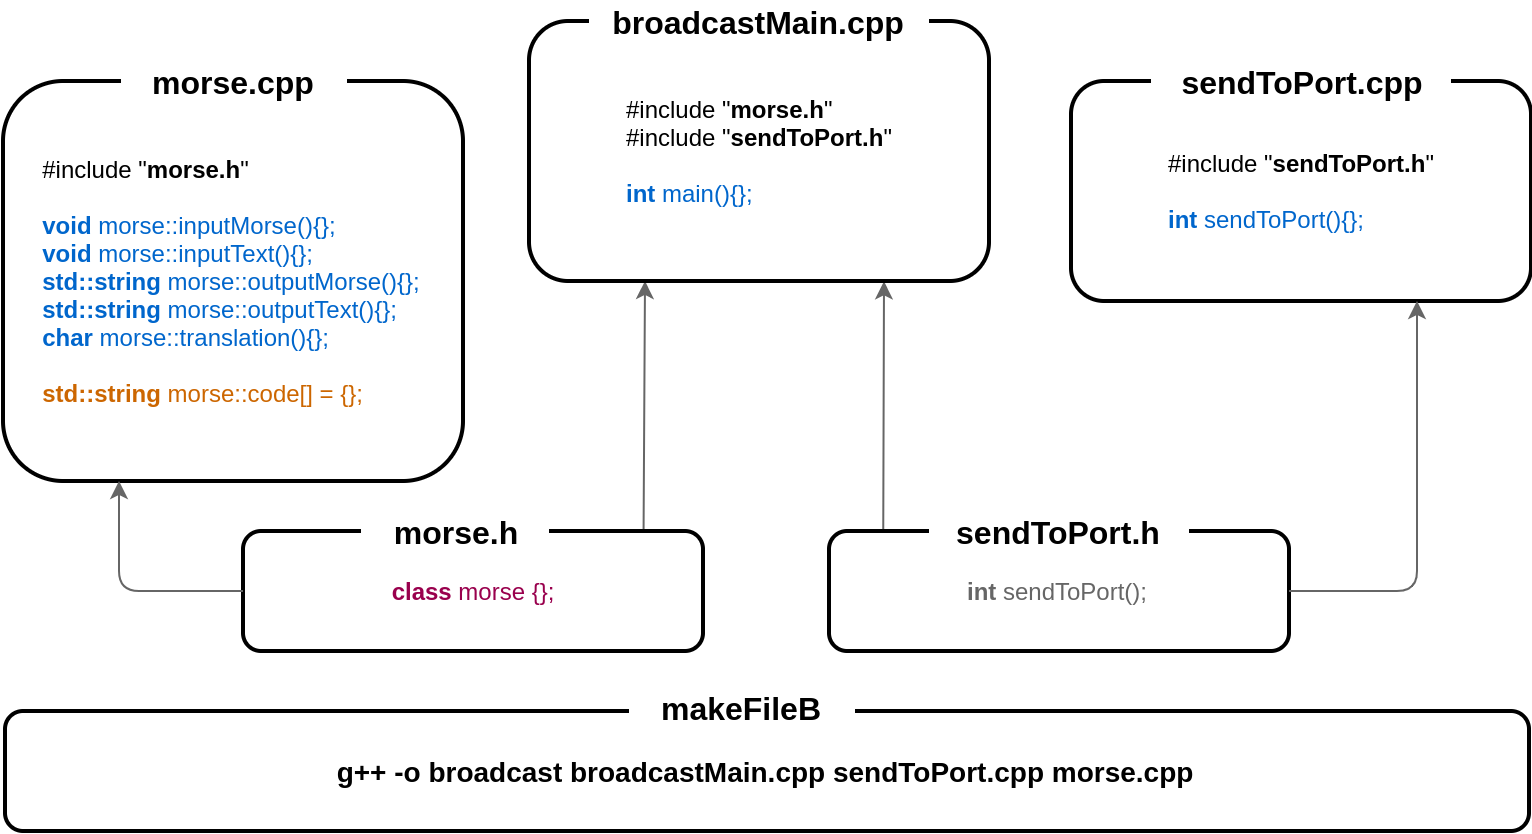 broadcastMain.cpp
#include "morse.h"
#include "sendToPort.h"
int main(){};
morse.cpp
#include "morse.h"
void morse::inputMorse(){};
void morse::inputText(){};
std::string morse::outputMorse(){};
std::string morse::outputText(){};
char morse::translation(){};
std::string morse::code[] = {};
sendToPort.cpp
#include "sendToPort.h"
int sendToPort(){};
morse.h
class morse {};
sendToPort.h
int sendToPort();
makeFileB
g++ -o broadcast broadcastMain.cpp sendToPort.cpp morse.cpp